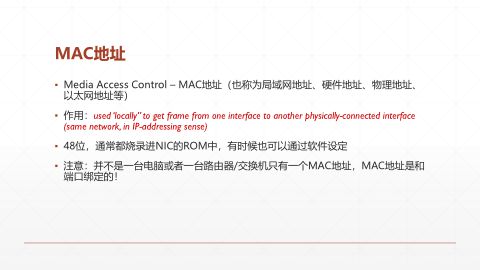 MAC地址
▪ Media Access Control – MAC地址（也称为局域网地址、硬件地址、物理地址、
以太网地址等）
▪ 作用：used 'locally" to get frame from one interface to another physically-connected interface
(same network, in IP-addressing sense)
▪ 48位，通常都烧录进NIC的ROM中，有时候也可以通过软件设定
▪ 注意：并不是一台电脑或者一台路由器/交换机只有一个MAC地址，MAC地址是和
端口绑定的！